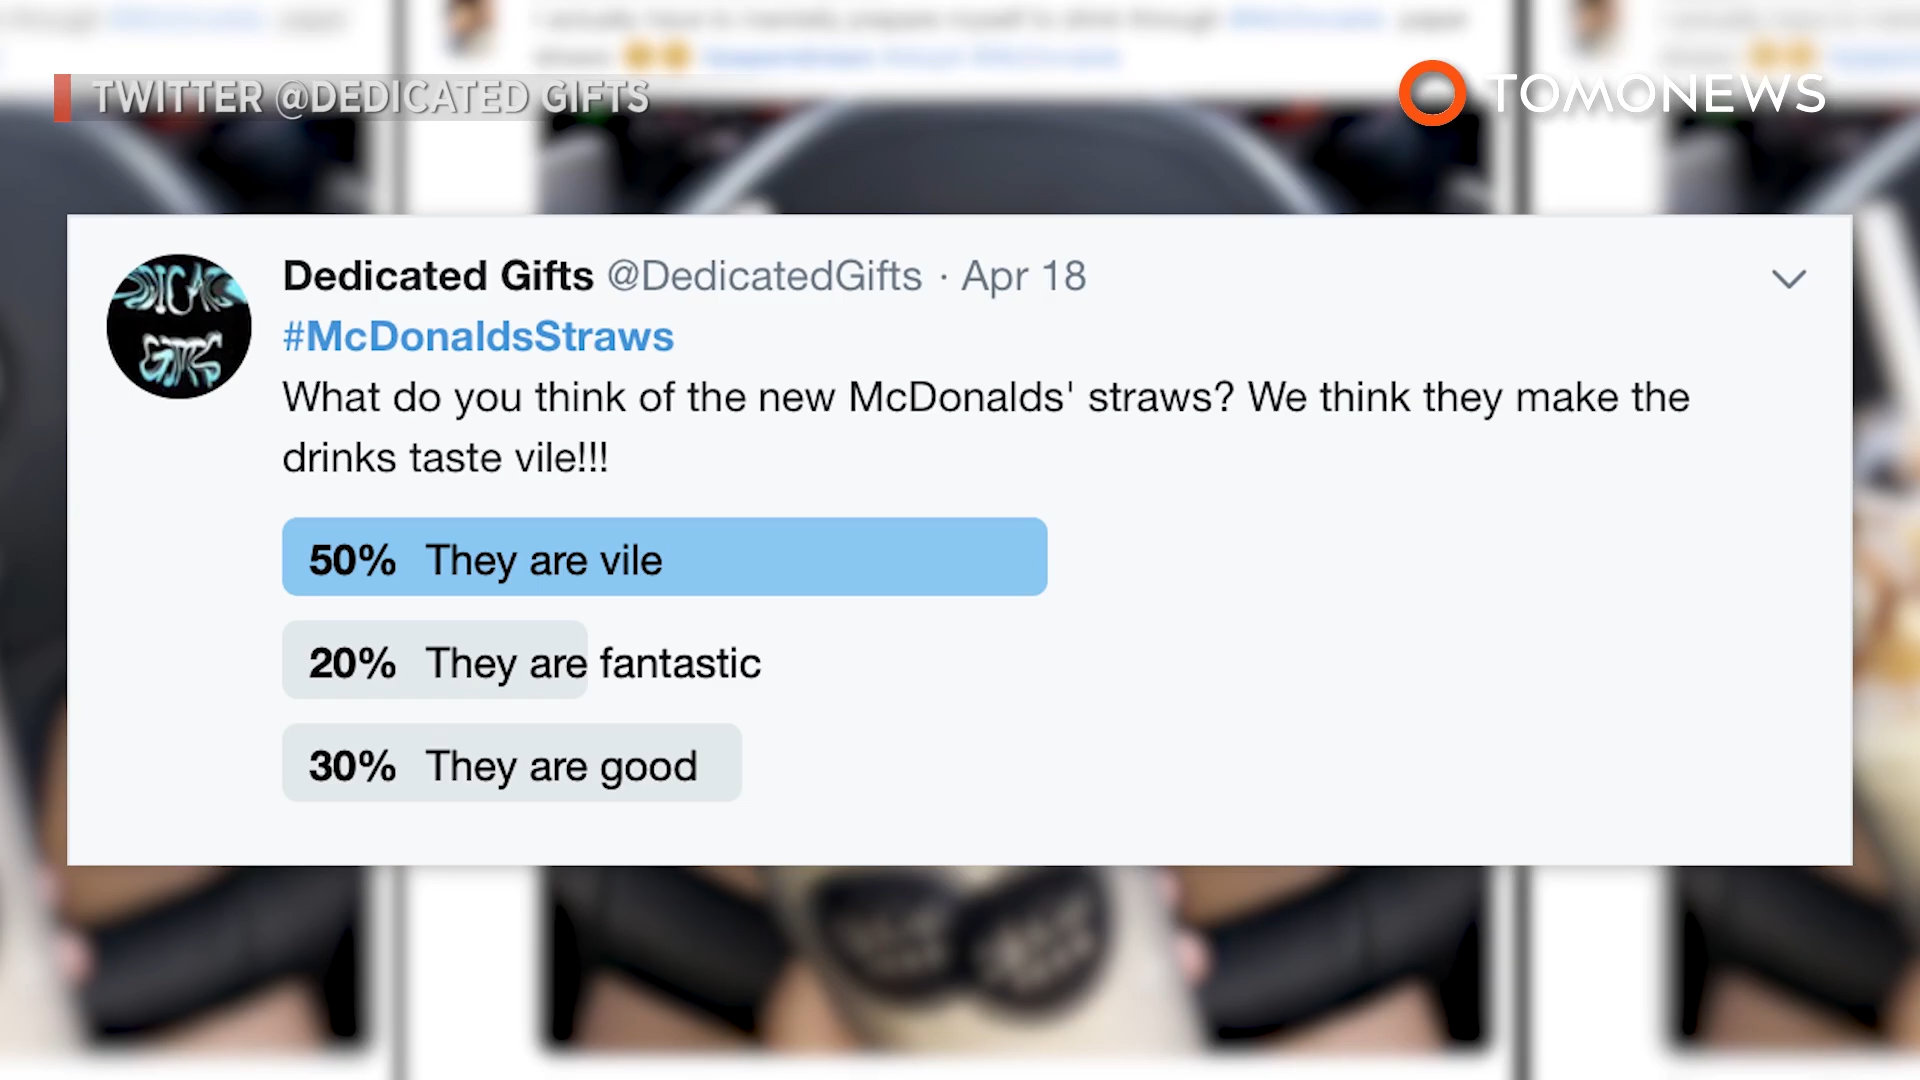 TWITTER @DEDICATED GIFTS
TOMONEWS
Dedicated Gifts @DedicatedGifts · Apr 18
#McDonaldsStraws
What do you think of the new McDonalds' straws? We think they make the
drinks taste vile!!!
50% They are vile
20% They are fantastic
30% They are good